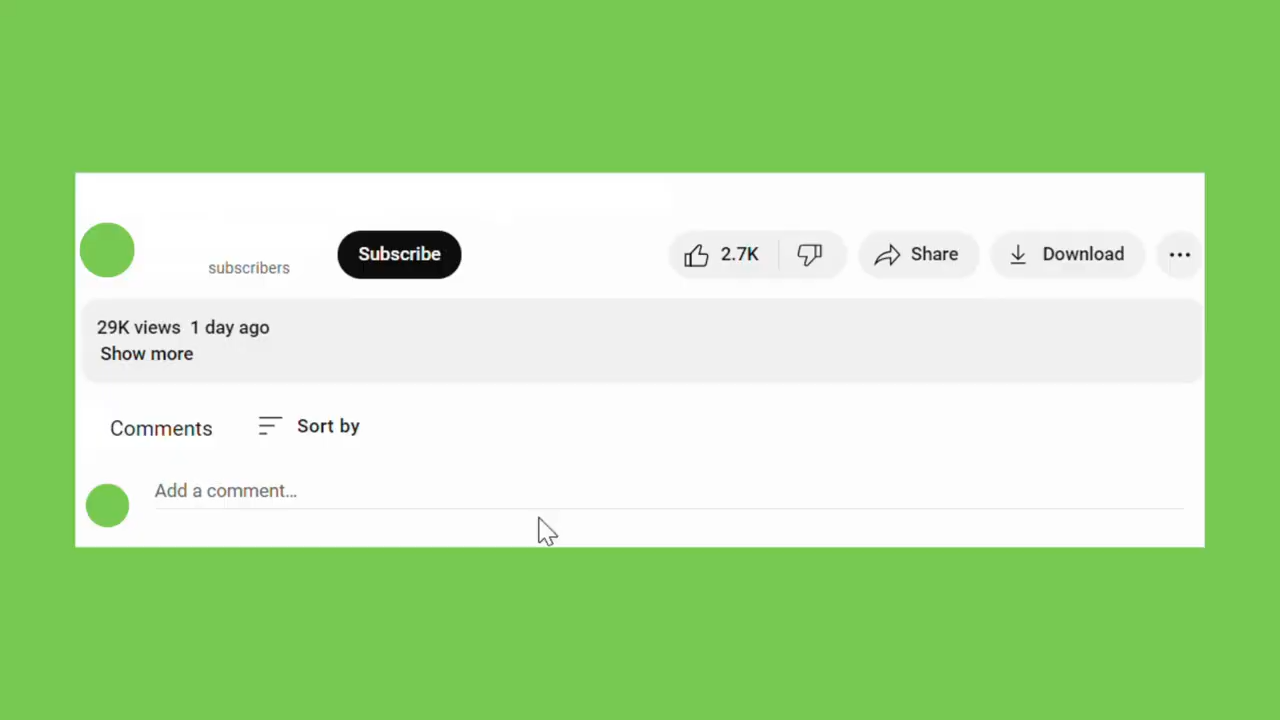 subscribers
Subscribe
2.7K
Share
Download
29K views 1 day ago
Show more
Comments
Sort by
Add a comment...